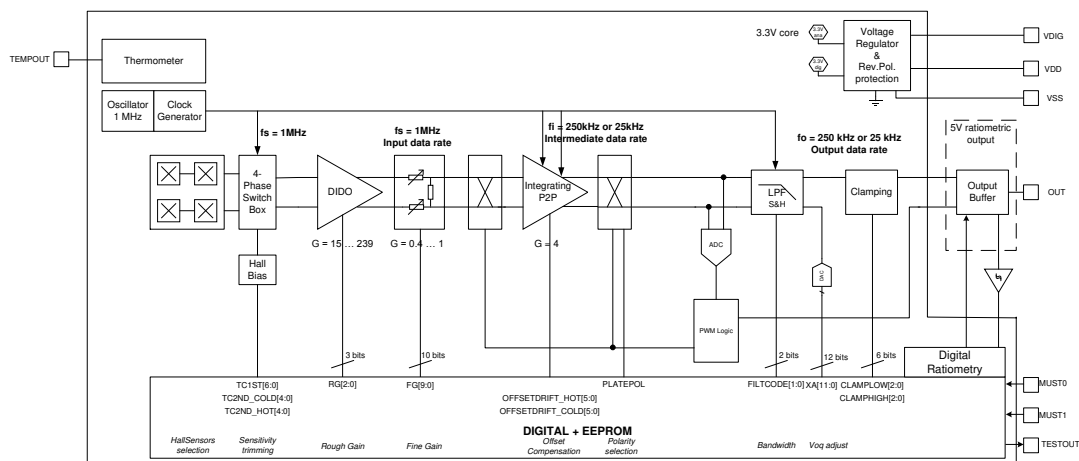 TEMPOUT
Thermometer
Oscillator
1 MHz
Clock
Generator
fs = 1MHz
fs = 1MHz
Input data rate
fi = 250kHz or 25kHz
Intermediate data rate
3.3V core
3.3V
ana
3.3V
dig
Voltage
Regulator
&
Rev.Pol.
protection
VDIG
VDD
VSS
fo = 250 kHz or 25 kHz
Output data rate
5V ratiometric
output
4-
Phase
Switch
Box
DIDO
Integrating
P2P
LPF
S&H
Clamping
Output
Buffer
OUT
G = 15 ... 239
G = 0.4 ... 1
G = 4
ADC
DAC
Hall
Bias
PWM Logic
3 bits
10 bits
2 bits
12 bits
6 bits
Digital
Ratiometry
TC1ST[6:0]
TC2ND_COLD[4:0]
TC2ND_HOT[4:0]
RG[2:0]
FG[9:0]
OFFSETDRIFT_HOT[5:0]
OFFSETDRIFT_COLD[5:0]
PLATEPOL
FILTCODE[1:0]
XA[11:0]
CLAMPLOW[2:0]
CLAMPHIGH[2:0]
MUST0
MUST1
TESTOUT
DIGITAL + EEPROM
HallSensors
selection
Sensitivity
trimming
Rough Gain
Fine Gain
Offset
Compensation
Polarity
selection
Bandwidth
Voq adjust